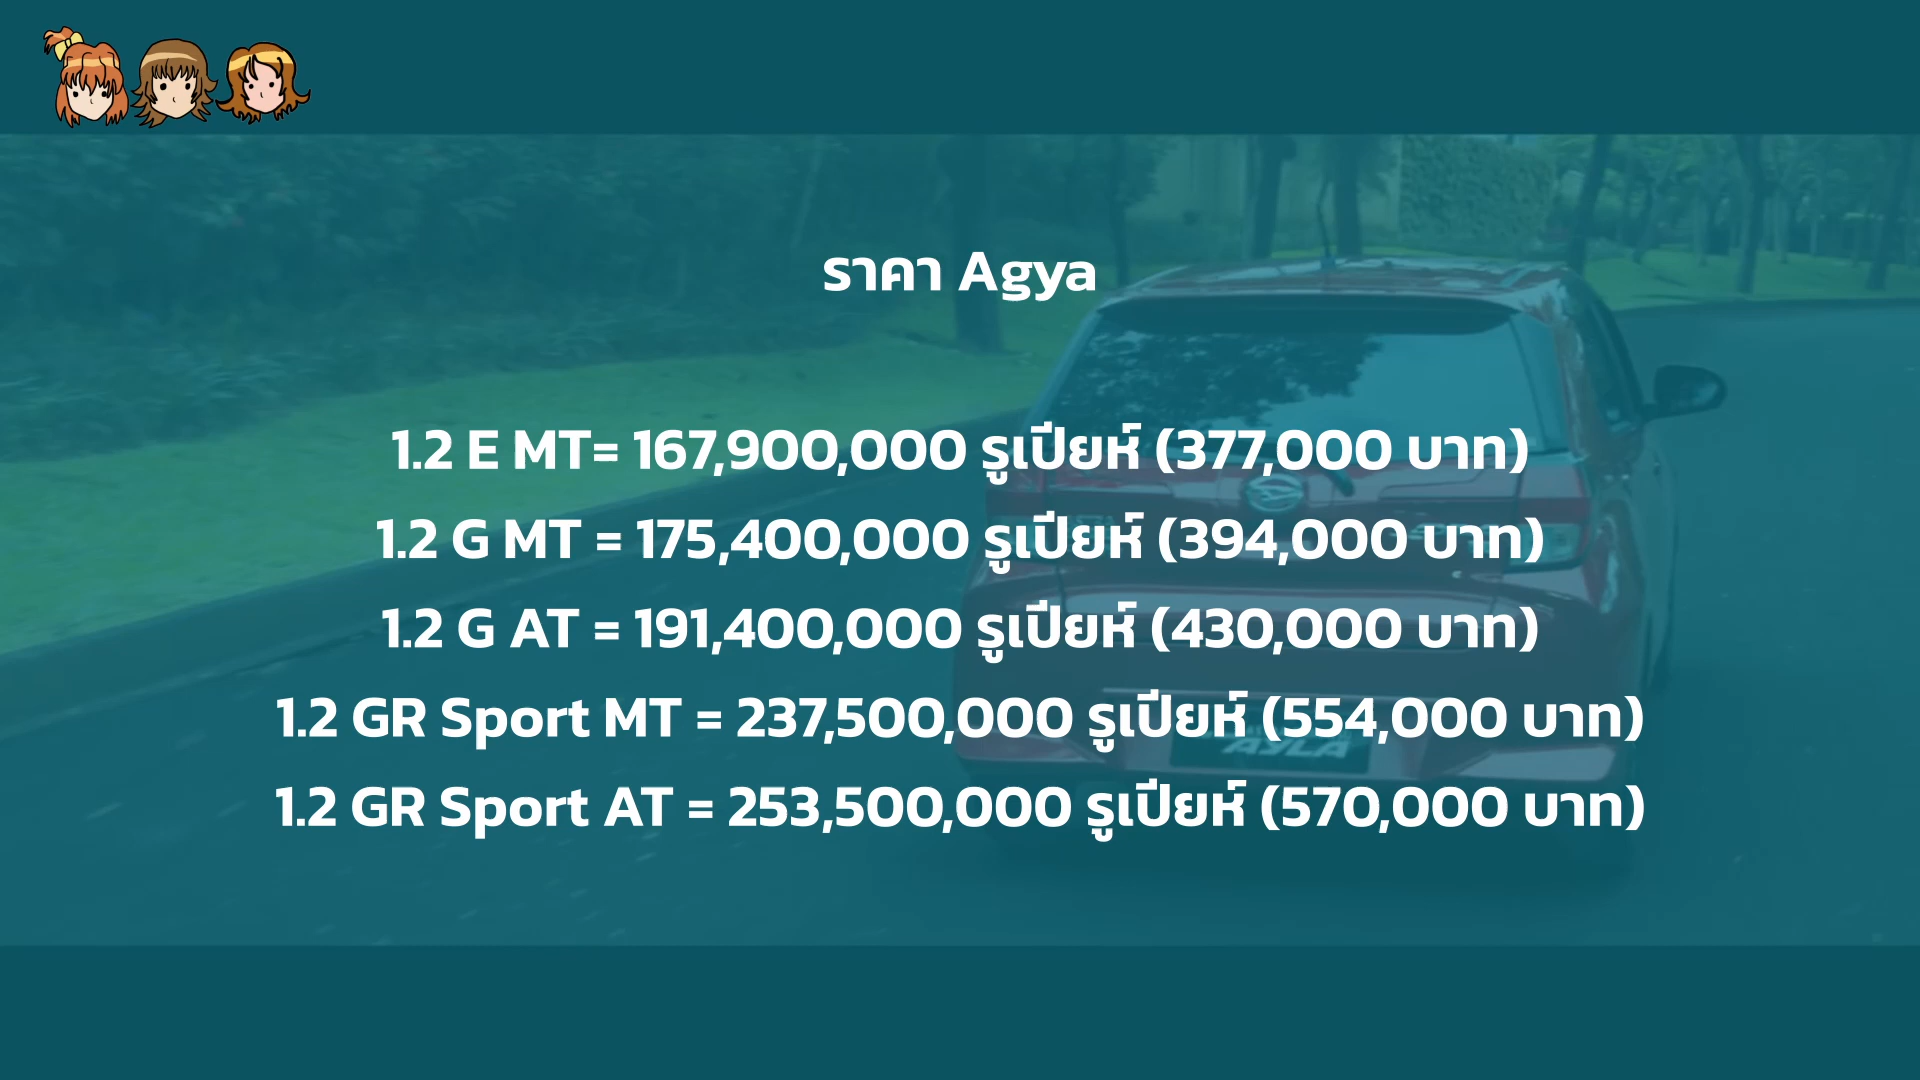 ราคา Agya
1.2 E MT= 167,900,000 รูเปียห์ (377,000 บาท)
1.2 G MT = 175,400,000 รูเปียห์ (394,000 บาท)
1.2 G AT = 191,400,000 รูเปียห์ (430,000 บาท)
1.2 GR Sport MT = 237,500,000 รูเปียห์ (554,000 บาท)
AYLA
1.2 GR Sport AT = 253,500,000 รูเปียห์ (570,000 บาท)